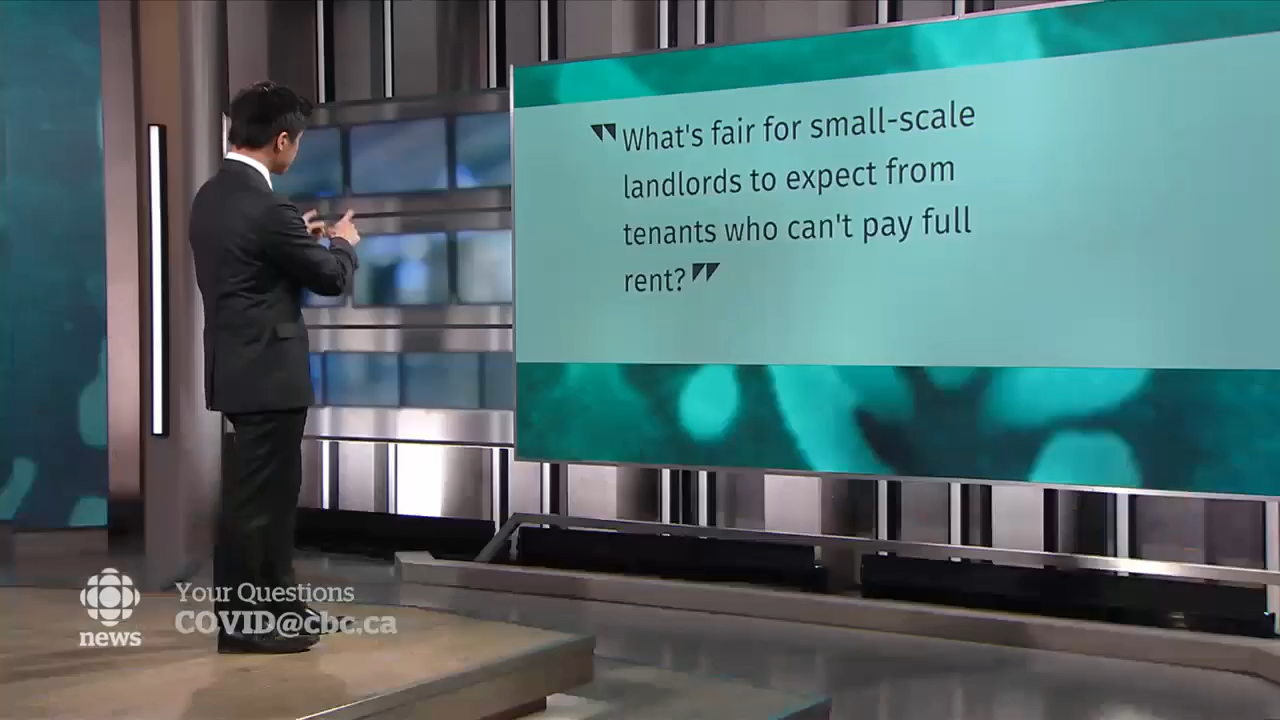 "What's fair for small-scale
landlords to expect from
tenants who can't pay full
rent?"
Your Questions
COVID@cbc.ca
news